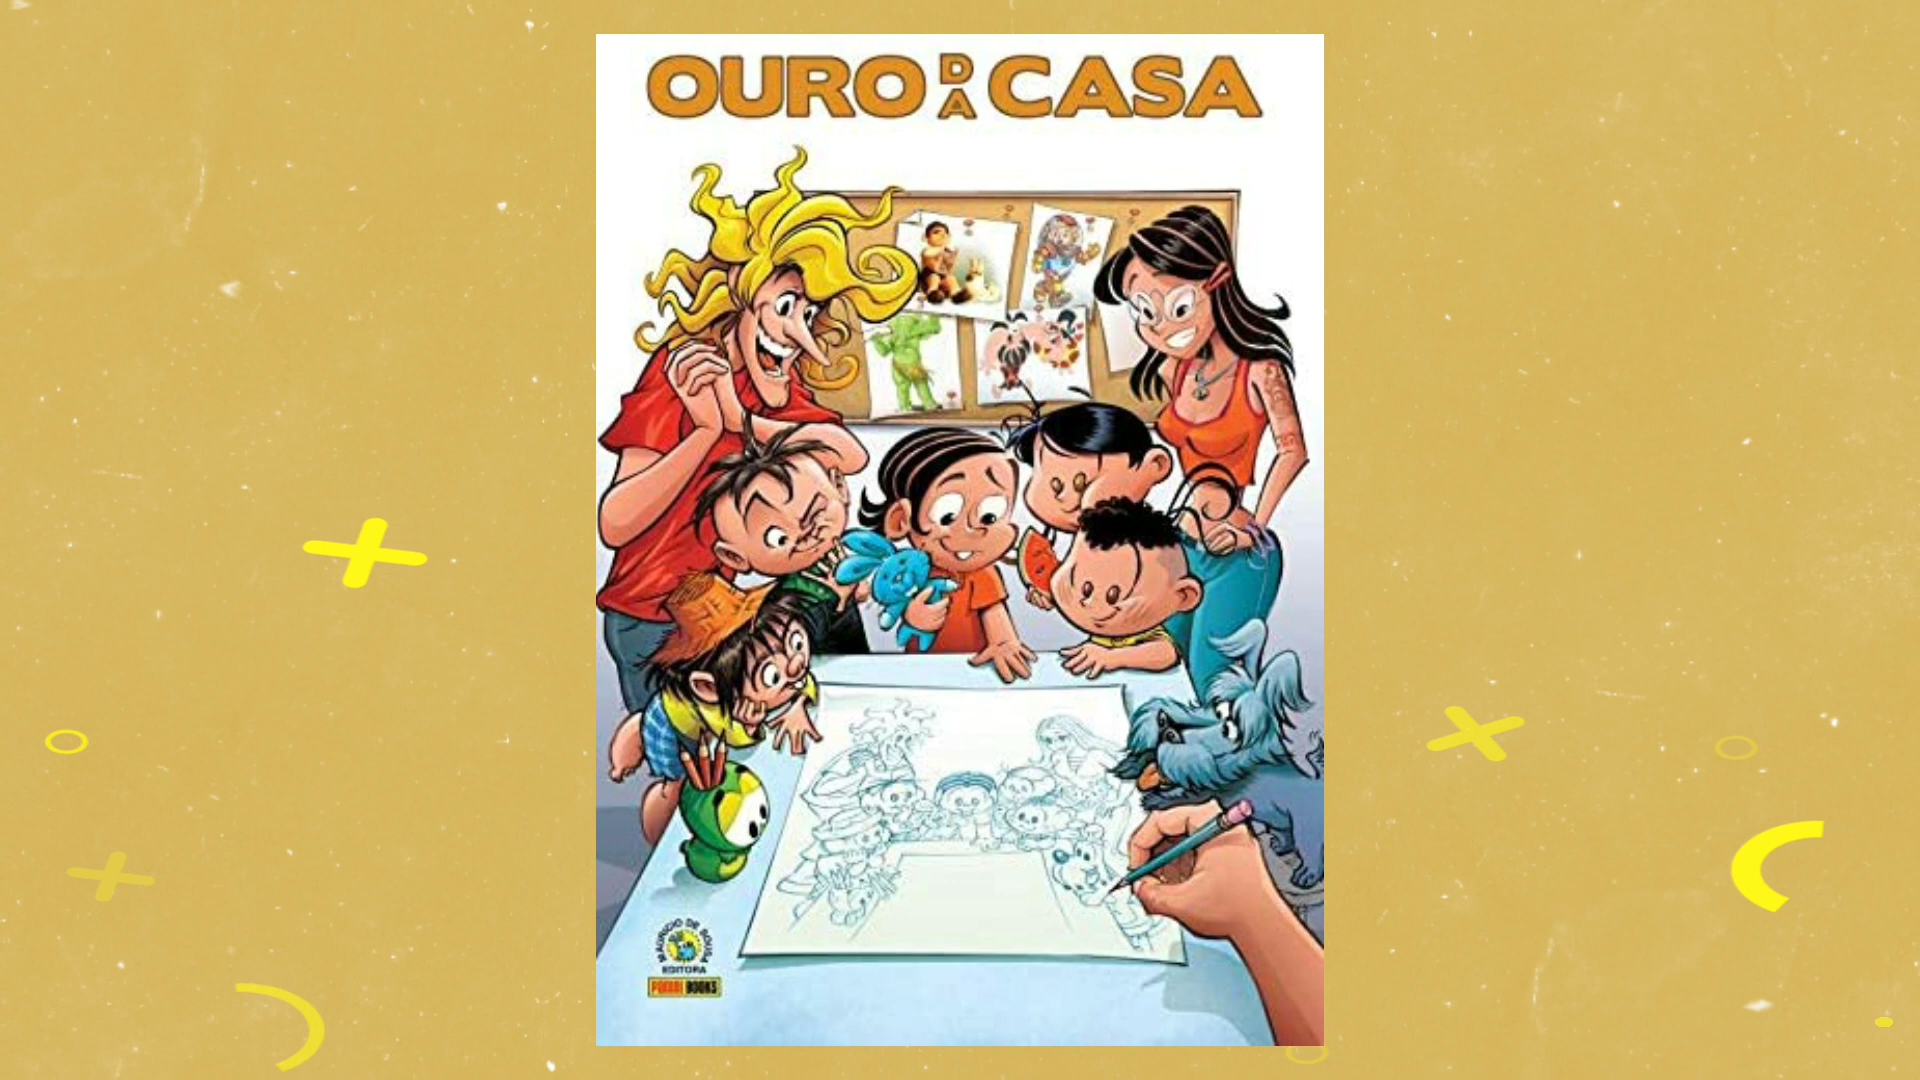 OURO DA CASA
MAURICIO DE SOUSA
EDITORA
PANINI BOOKS